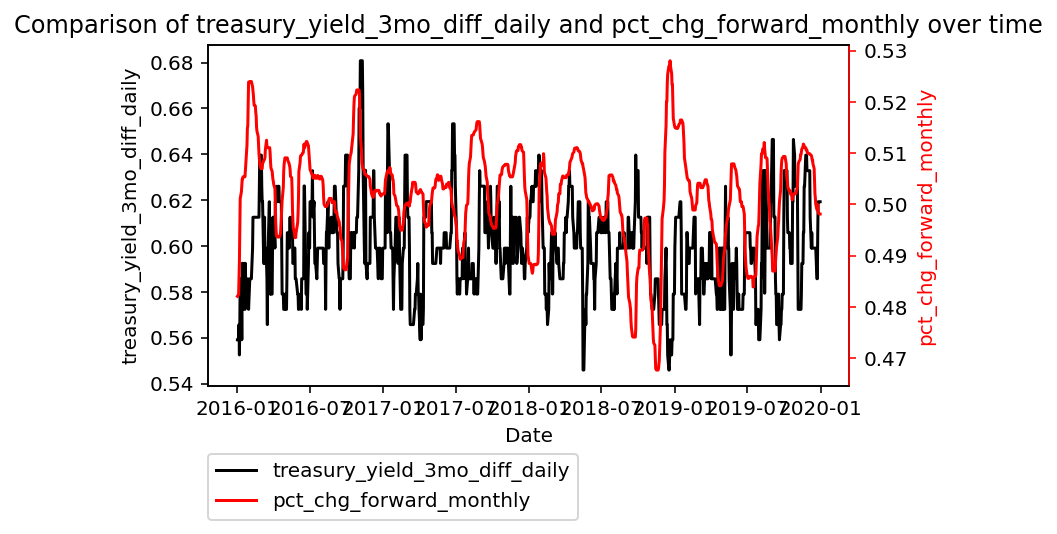 Comparison of treasury_yield_3mo_diff_daily and pct_chg_forward_monthly over time
treasury_yield_3mo_diff_daily
0.68
0.66
0.64
0.62
0.60
0.58
0.56
0.54
0.53
0.52
0.51
0.50
0.49
0.48
0.47
pct_chg_forward_monthly
2016-01 2016-07 2017-01 2017-07 2018-01 2018-07 2019-01 2019-07 2020-01
Date
treasury_yield_3mo_diff_daily
pct_chg_forward_monthly